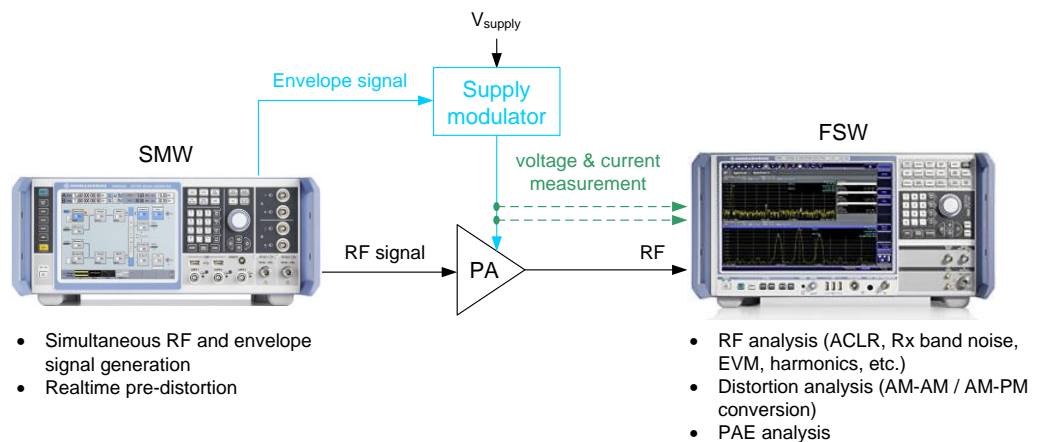 Vsupply
Envelope signal
Supply
modulator
SMW
FSW
voltage & current
measurement
RF signal
PA
RF
• Simultaneous RF and envelope
signal generation
• Realtime pre-distortion
• RF analysis (ACLR, Rx band noise,
EVM, harmonics, etc.)
• Distortion analysis (AM-AM / AM-PM
conversion)
• PAE analysis